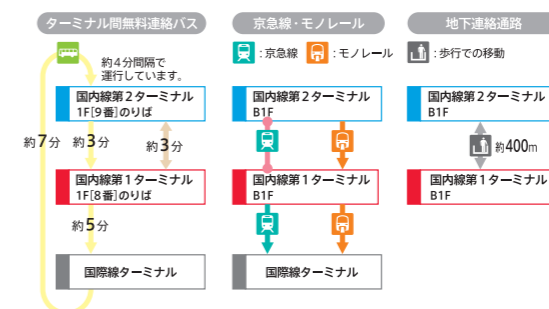 ターミナル間無料連絡バス
約4分間隔で
運行しています。
国内線第2ターミナル
1F[9番]のりば
約7分
約3分
約3分
国内線第1ターミナル
1F[8番]のりば
約5分
国際線ターミナル
京急線・モノレール
:京急線
:モノレール
国内線第2ターミナル
B1F
国内線第1ターミナル
B1F
国際線ターミナル
地下連絡通路
:歩行での移動
国内線第2ターミナル
B1F
約400m
国内線第1ターミナル
B1F